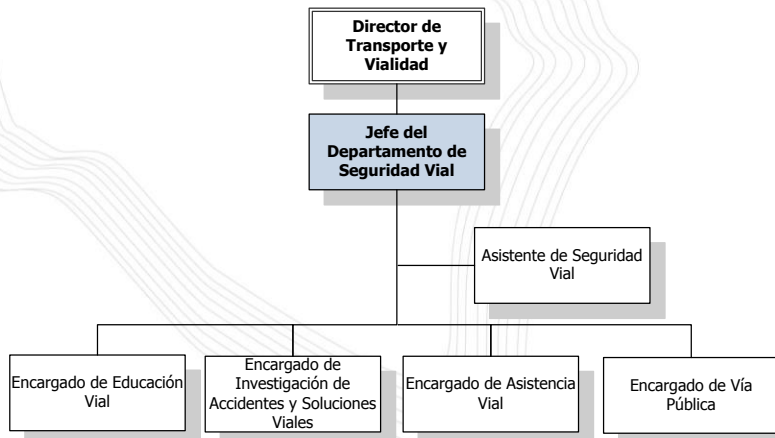 Director de
Transporte y
Vialidad
Jefe del
Departamento de
Seguridad Vial
Asistente de Seguridad
Vial
Encargado de Educación
Vial
Encargado de
Investigación de
Accidentes y Soluciones
Viales
Encargado de Asistencia
Vial
Encargado de Vía
Pública